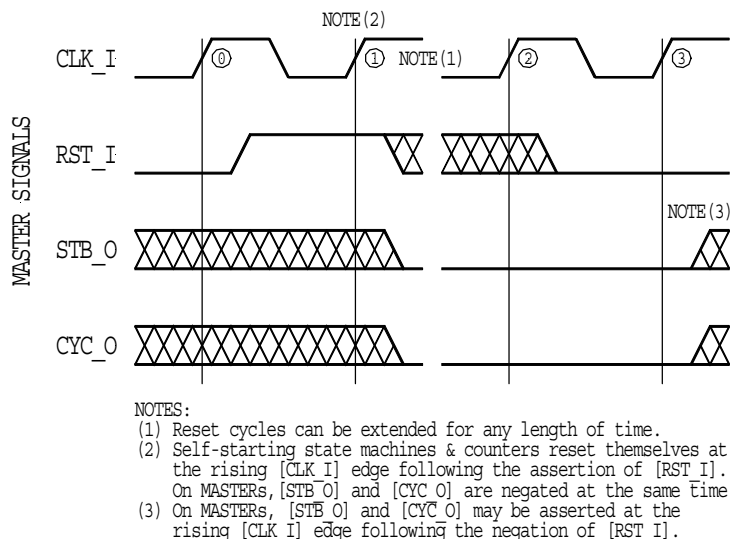 NOTE(2)
CLK_I
0
1
NOTE(1)
2
3
RST_I
NOTE(3)
STB_O
CYC_O
MASTER SIGNALS
NOTES:
(1) Reset cycles can be extended for any length of time.
(2) Self-starting state machines & counters reset themselves at
the rising [CLK_I] edge following the assertion of [RST_I].
On MASTERs,[STB_O] and [CYC_O] are negated at the same time
(3) On MASTERs, [STB_O] and [CYC_O] may be asserted at the
rising [CLK_I] edge following the negation of [RST_I].